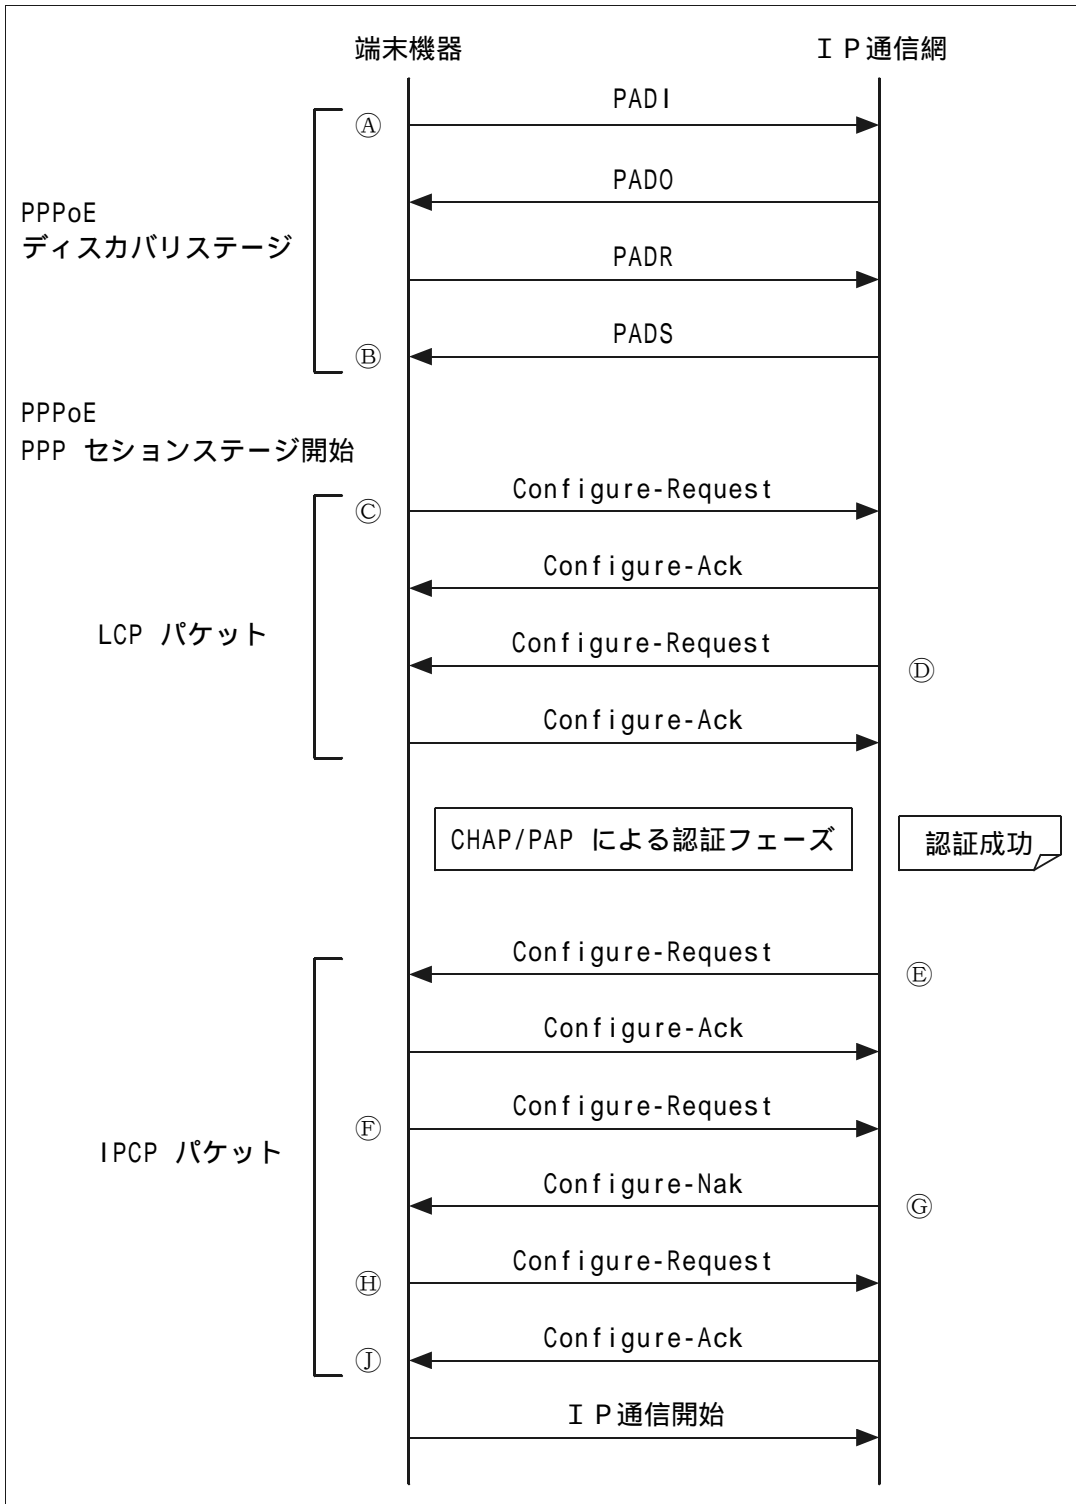 端末機器
ＩＰ通信網
PADI
Ⓐ
PADO
PPPoE
ディスカバリステージ
PADR
PADS
Ⓑ
PPPoE
PPP セションステージ開始
Configure-Request
Ⓒ
Configure-Ack
LCP パケット
Configure-Request
Ⓓ
Configure-Ack
CHAP/PAP による認証フェーズ
認証成功
Configure-Request
Ⓔ
Configure-Ack
Configure-Request
Ⓕ
IPCP パケット
Configure-Nak
Ⓖ
Configure-Request
Ⓗ
Configure-Ack
Ⓙ
ＩＰ通信開始